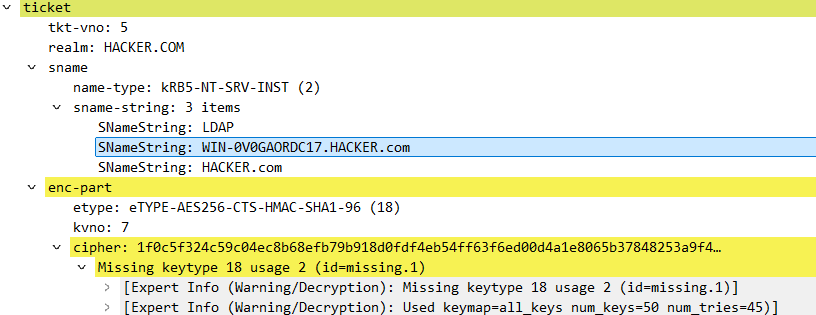 ticket
tkt-vno: 5
realm: HACKER.COM
sname
name-type: kRB5-NT-SRV-INST (2)
sname-string: 3 items
SNameString: LDAP
SNameString: WIN-0V0GAORDC17.HACKER.com
SNameString: HACKER.com
enc-part
etype: eTYPE-AES256-CTS-HMAC-SHA1-96 (18)
kvno: 7
cipher: 1f0c5f324c59c04ec8b68efb79b918d0fdf4eb54ff63f6ed00d4a1e8065b37848253a9f4…
Missing keytype 18 usage 2 (id=missing.1)
[Expert Info (Warning/Decryption): Missing keytype 18 usage 2 (id=missing.1)]
[Expert Info (Warning/Decryption): Used keymap=all_keys num_keys=50 num_tries=45)]